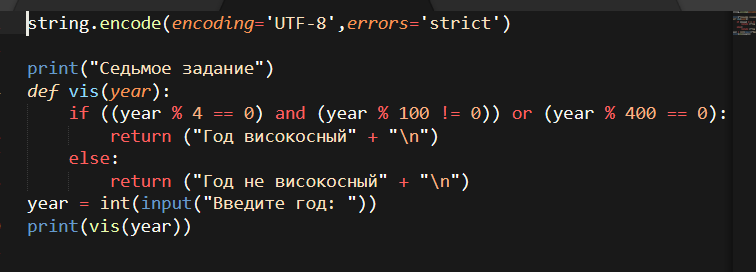 string.encode(encoding='UTF-8',errors='strict')
print("Седьмое задание")
def vis(year):
if ((year % 4 == 0) and (year % 100 != 0)) or (year % 400 == 0):
return ("Год високосный" + "\n")
else:
return ("Год не високосный" + "\n")
year = int(input("Введите год: "))
print(vis(year))